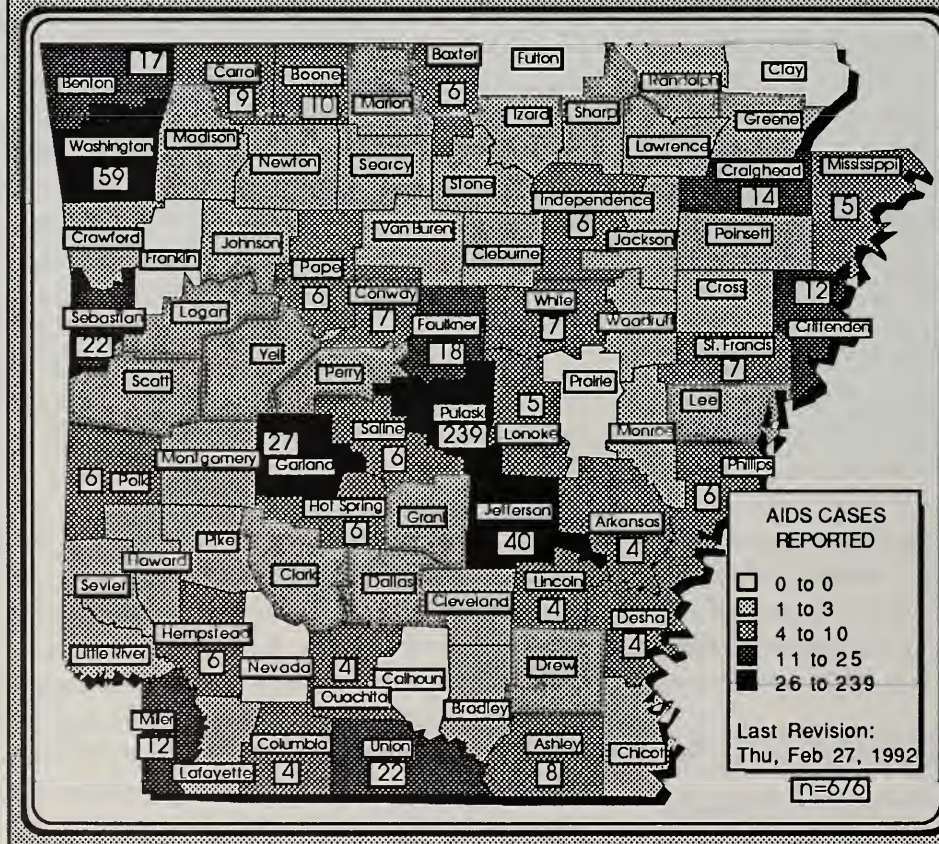 Benton
17
Carroll
9
Boone
10
Marion
Baxter
6
Fulton
Randolph
Clay
Izard
Sharp
Greene
Washington
59
Madison
Newton
Searcy
Stone
Lawrence
Craighead
14
Mississippi
5
Independence
6
Crawford
Franklin
Johnson
Van Buren
Cleburne
Jackson
Poinsett
Pape
6
Conway
7
Faulkner
18
White
7
Woodruff
Cross
12
Crittenden
Sebastian
22
Logan
Yell
Perry
St. Francis
7
Scott
Prairie
Lee
Pulaski
239
5
Lonoke
Monroe
27
Garland
Saline
6
Montgomery
6
Polk
Phillips
6
Hot Spring
6
Grant
Jefferson
40
Arkansas
4
Pike
Howard
Sevier
Clark
Dallas
Cleveland
Lincoln
4
Desha
4
Little River
Hempstead
6
Nevada
4
Ouachita
Calhoun
Bradley
Drew
Miller
12
Lafayette
Columbia
4
Union
22
Ashley
8
Chicot
AIDS CASES
REPORTED
0 to 0
1 to 3
4 to 10
11 to 25
26 to 239
Last Revision:
Thu, Feb 27, 1992
n=676